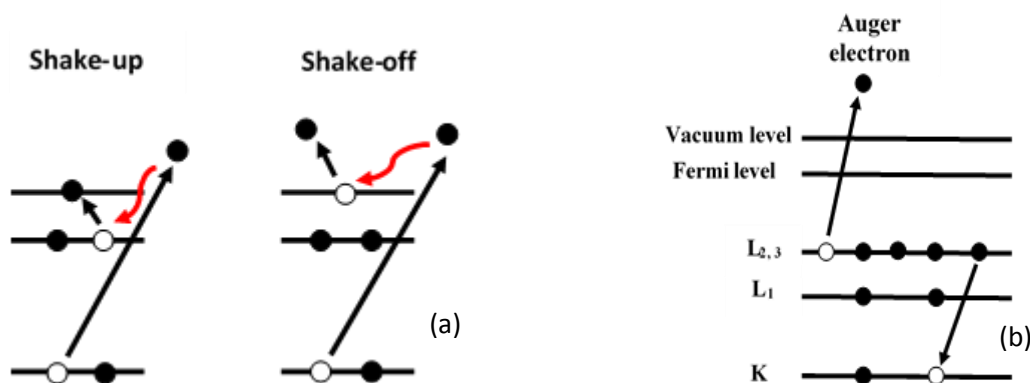 Shake-up
Shake-off
(a)
Auger
electron
Vacuum level
Fermi level
L2, 3
L1
K
(b)